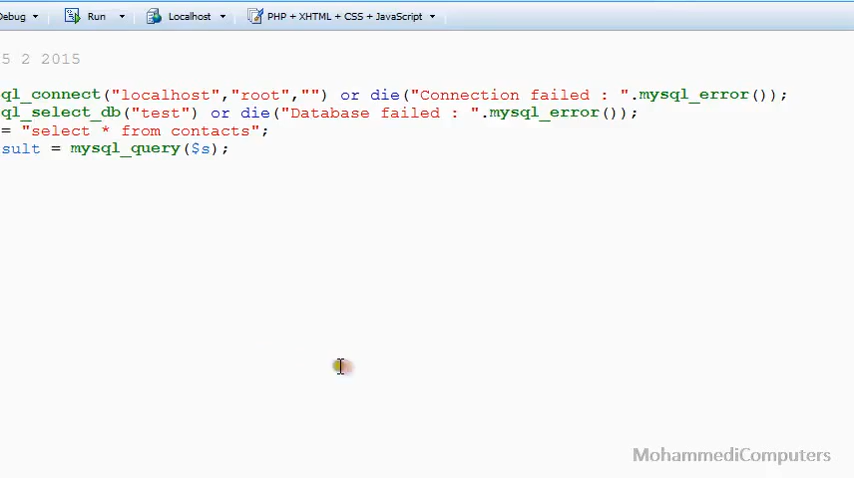 Debug Run Localhost PHP + XHTML + CSS + JavaScript
5 2 2015
ql_connect("localhost","root","") or die("Connection failed : ".mysql_error());
ql_select_db("test") or die("Database failed : ".mysql_error());
= "select * from contacts";
sult = mysql_query($s);
MohammediComputers